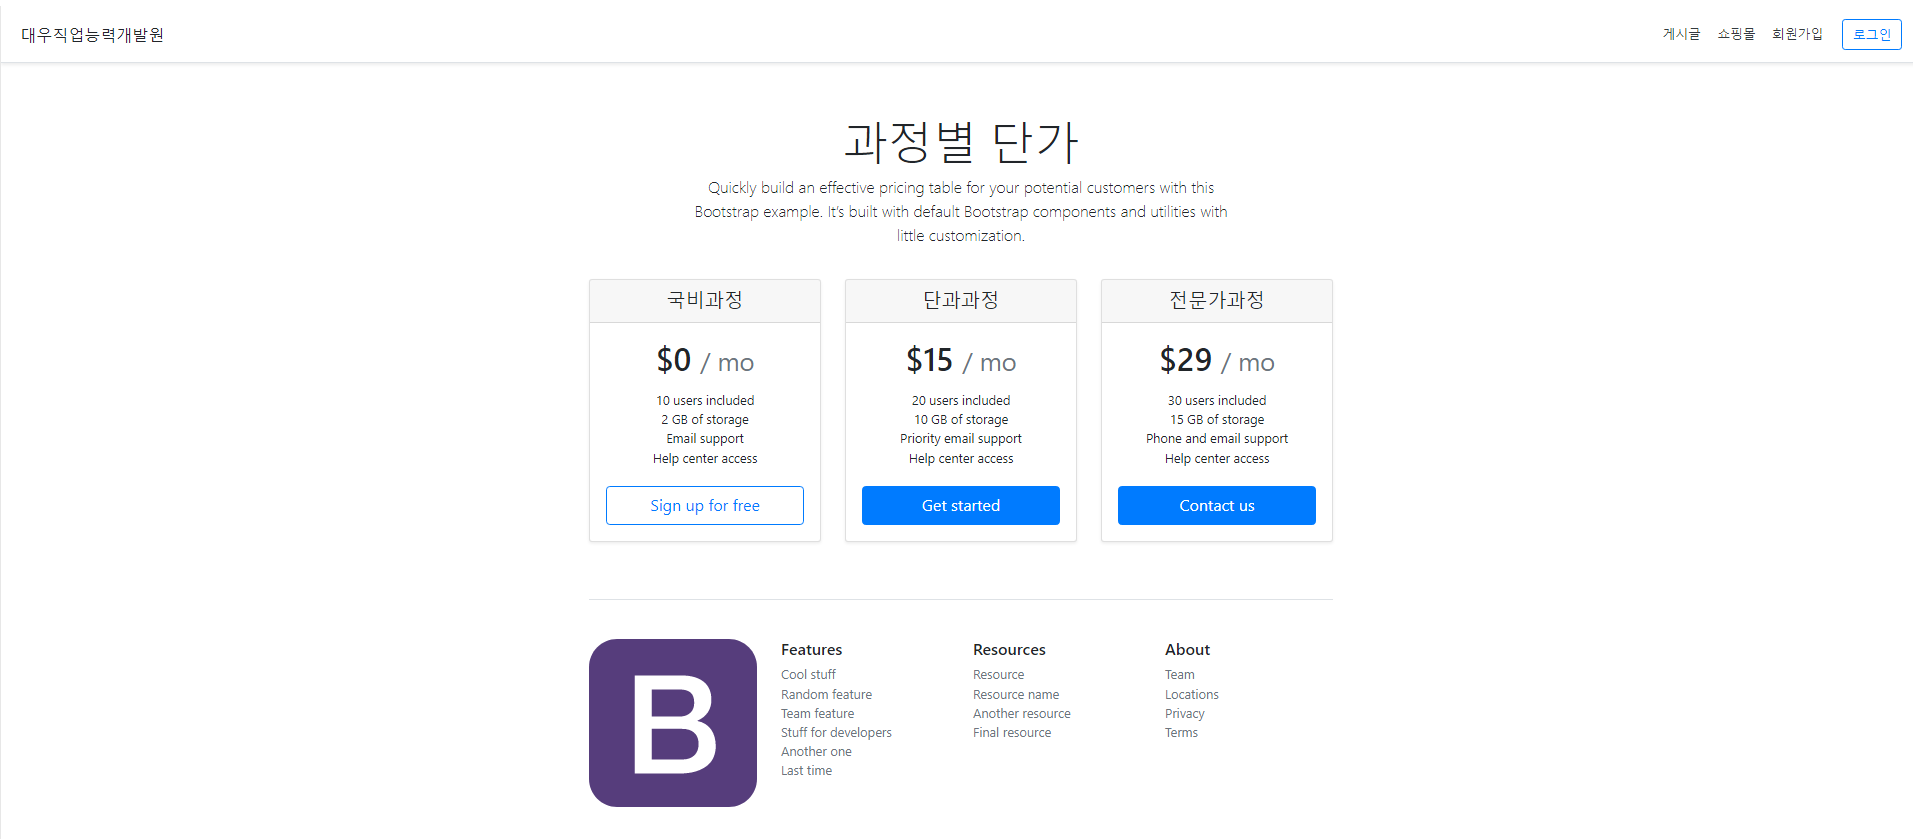 대우직업능력개발원
게시글 쇼핑몰 회원가입 로그인
과정별 단가
Quickly build an effective pricing table for your potential customers with this
Bootstrap example. It’s built with default Bootstrap components and utilities with
little customization.
국비과정
$0 / mo
10 users included
2 GB of storage
Email support
Help center access
Sign up for free
단과과정
$15 / mo
20 users included
10 GB of storage
Priority email support
Help center access
Get started
전문가과정
$29 / mo
30 users included
15 GB of storage
Phone and email support
Help center access
Contact us
B
Features
Cool stuff
Random feature
Team feature
Stuff for developers
Another one
Last time
Resources
Resource
Resource name
Another resource
Final resource
About
Team
Locations
Privacy
Terms